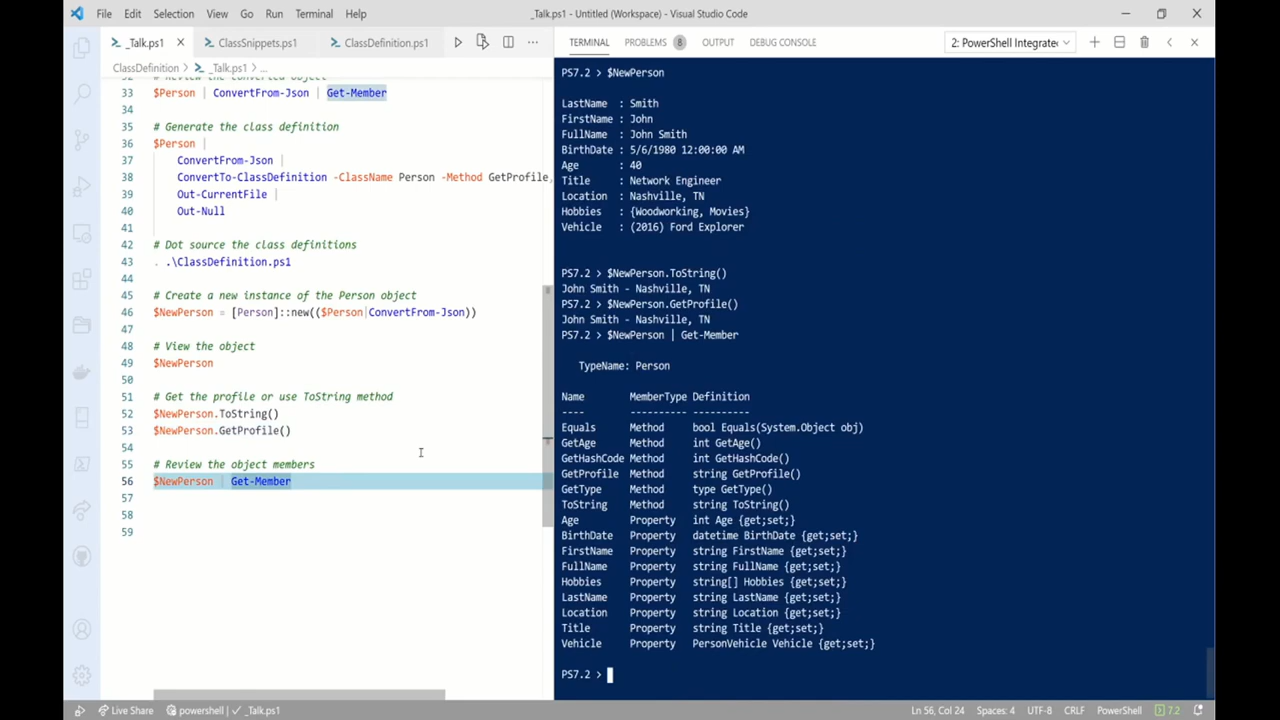 File Edit Selection View Go Run Terminal Help
_Talk.ps1 - Untitled (Workspace) - Visual Studio Code
_Talk.ps1
ClassSnippets.ps1
ClassDefinition.ps1
ClassDefinition > _Talk.ps1 > ...
32 # Review the converted object
33 $Person | ConvertFrom-Json | Get-Member
34
35 # Generate the class definition
36 $Person |
37 ConvertFrom-Json |
38 ConvertTo-ClassDefinition -ClassName Person -Method GetProfile,
39 Out-CurrentFile |
40 Out-Null
41
42 # Dot source the class definitions
43 . .\ClassDefinition.ps1
44
45 # Create a new instance of the Person object
46 $NewPerson = [Person]::new(($Person|ConvertFrom-Json))
47
48 # View the object
49 $NewPerson
50
51 # Get the profile or use ToString method
52 $NewPerson.ToString()
53 $NewPerson.GetProfile()
54
55 # Review the object members
56 $NewPerson | Get-Member
57
58
59
TERMINAL PROBLEMS 8 OUTPUT DEBUG CONSOLE
2: PowerShell Integrate
PS7.2 > $NewPerson
LastName : Smith
FirstName : John
FullName : John Smith
BirthDate : 5/6/1980 12:00:00 AM
Age : 40
Title : Network Engineer
Location : Nashville, TN
Hobbies : {Woodworking, Movies}
Vehicle : (2016) Ford Explorer
PS7.2 > $NewPerson.ToString()
John Smith - Nashville, TN
PS7.2 > $NewPerson.GetProfile()
John Smith - Nashville, TN
PS7.2 > $NewPerson | Get-Member
TypeName: Person
Name MemberType Definition
---- ---------- ----------
Equals Method bool Equals(System.Object obj)
GetAge Method int GetAge()
GetHashCode Method int GetHashCode()
GetProfile Method string GetProfile()
GetType Method type GetType()
ToString Method string ToString()
Age Property int Age {get;set;}
BirthDate Property datetime BirthDate {get;set;}
FirstName Property string FirstName {get;set;}
FullName Property string FullName {get;set;}
Hobbies Property string[] Hobbies {get;set;}
LastName Property string LastName {get;set;}
Location Property string Location {get;set;}
Title Property string Title {get;set;}
Vehicle Property PersonVehicle Vehicle {get;set;}
PS7.2 >
Live Share powershell | _Talk.ps1
Ln 56, Col 24 Spaces: 4 UTF-8 CRLF PowerShell 7.2